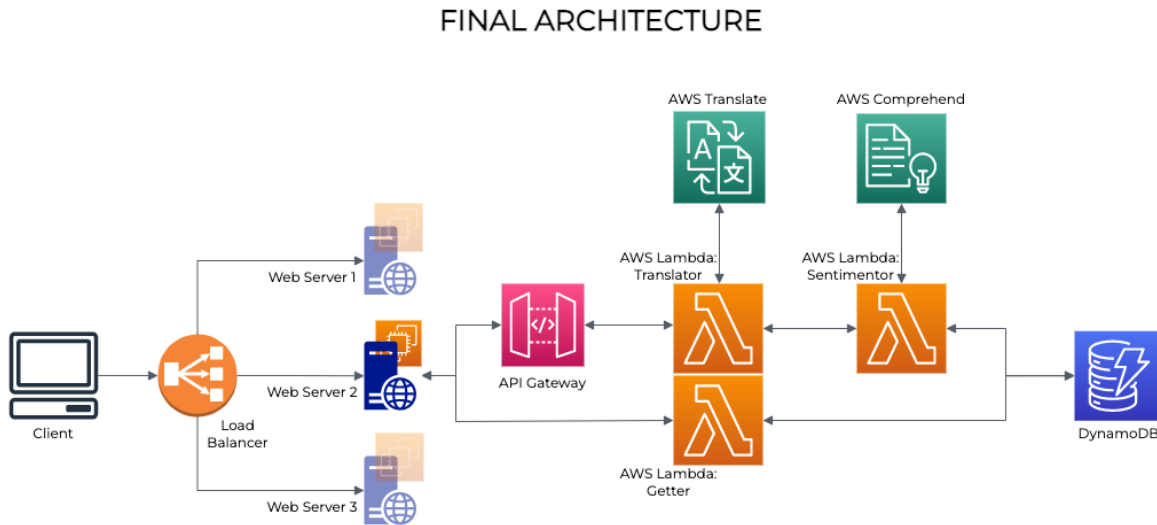 FINAL ARCHITECTURE
AWS Translate
AWS Comprehend
A
文
AWS Lambda:
Translator
AWS Lambda:
Sentimentor
Web Server 1
</>
API Gateway
Web Server 2
Client
Load
Balancer
DynamoDB
AWS Lambda:
Getter
Web Server 3